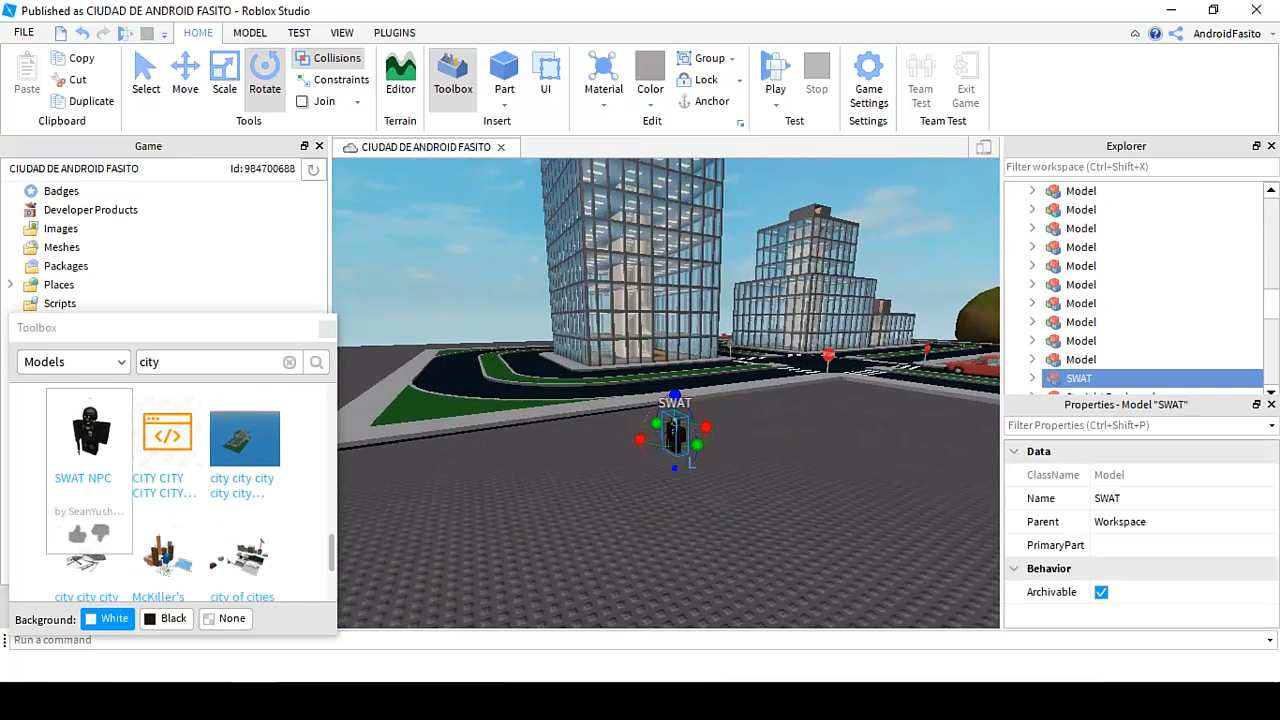 Published as CIUDAD DE ANDROID FASITO - Roblox Studio
FILE
HOME
MODEL
TEST
VIEW
PLUGINS
AndroidFasito
Paste
Copy
Cut
Duplicate
Clipboard
Select
Move
Scale
Rotate
Collisions
Constraints
Join
Tools
Editor
Terrain
Toolbox
Part
UI
Insert
Material
Color
Group
Lock
Anchor
Edit
Play
Stop
Test
Game
Settings
Settings
Team
Test
Exit
Game
Team Test
Game
CIUDAD DE ANDROID FASITO
Id: 984700688
Badges
Developer Products
Images
Meshes
Packages
Places
Scripts
Toolbox
Models
city
SWAT NPC
by SeanYush...
CITY CITY
CITY CITY...
city city city
city city...
city city city
McKiller's
city of cities
Background:
White
Black
None
Run a command
CIUDAD DE ANDROID FASITO
SWAT
L
Explorer
Filter workspace (Ctrl+Shift+X)
Model
Model
Model
Model
Model
Model
Model
Model
Model
Model
SWAT
Properties - Model "SWAT"
Filter Properties (Ctrl+Shift+P)
Data
ClassName
Model
Name
SWAT
Parent
Workspace
PrimaryPart
Behavior
Archivable